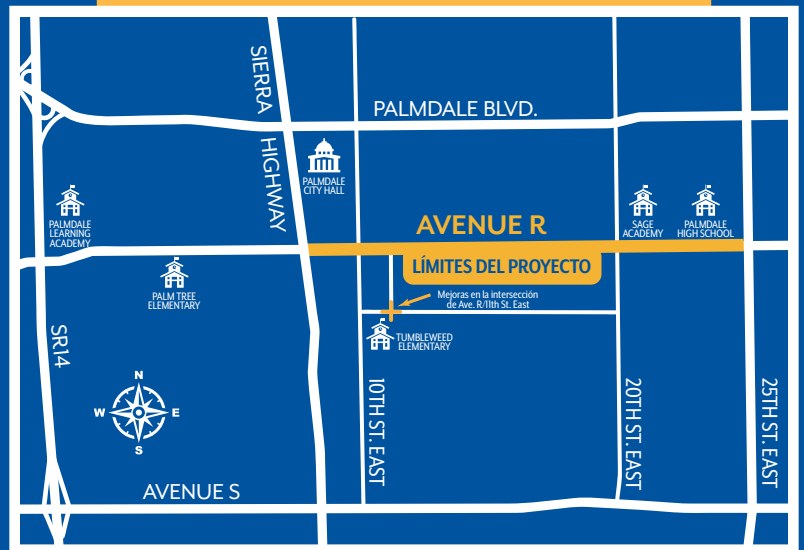 SIERRA HIGHWAY
PALMDALE BLVD.
PALMDALE
CITY HALL
PALMDALE
LEARNING
ACADEMY
AVENUE R
SAGE
ACADEMY
PALMDALE
HIGH SCHOOL
LÍMITES DEL PROYECTO
PALM TREE
ELEMENTARY
Mejoras en la intersección
de Ave. R/11th St. East
TUMBLEWEED
ELEMENTARY
SR14
N
W
E
S
10TH ST. EAST
20TH ST. EAST
25TH ST. EAST
AVENUE S